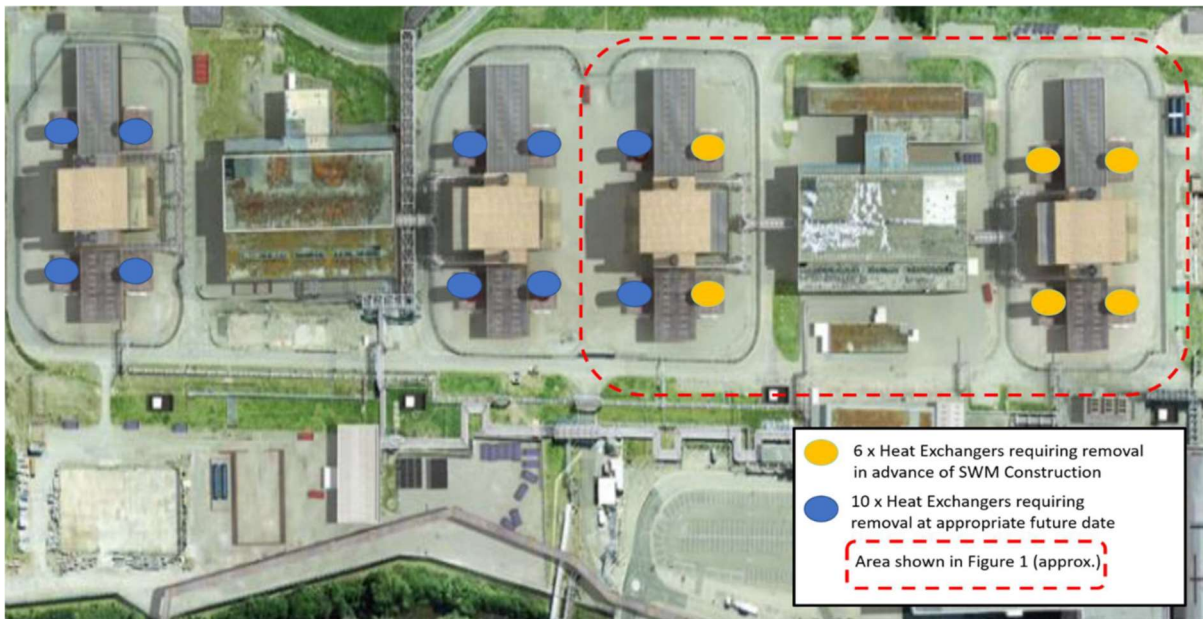 6 x Heat Exchangers requiring removal
in advance of SWM Construction
10 x Heat Exchangers requiring
removal at appropriate future date
Area shown in Figure 1 (approx.)